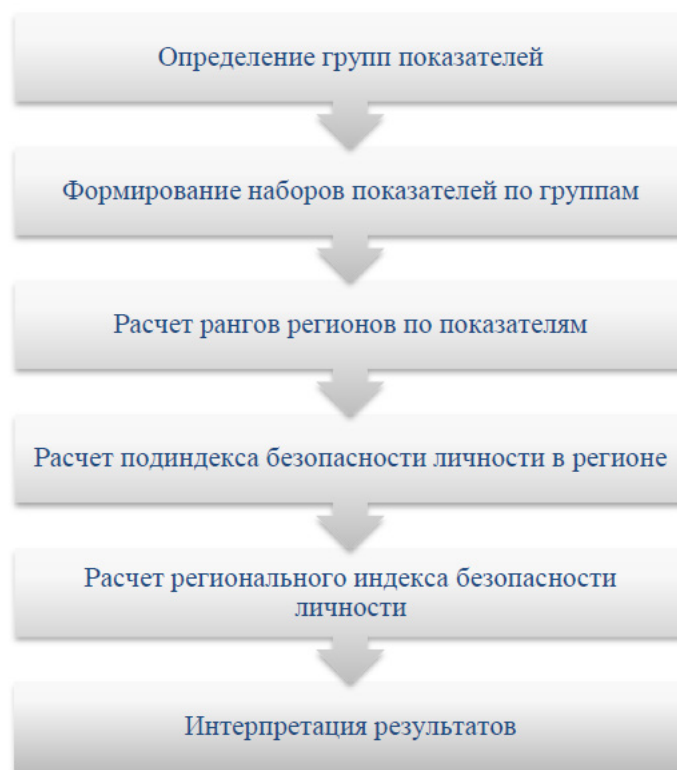 Определение групп показателей
Формирование наборов показателей по группам
Расчет рангов регионов по показателям
Расчет подиндекса безопасности личности в регионе
Расчет регионального индекса безопасности
личности
Интерпретация результатов